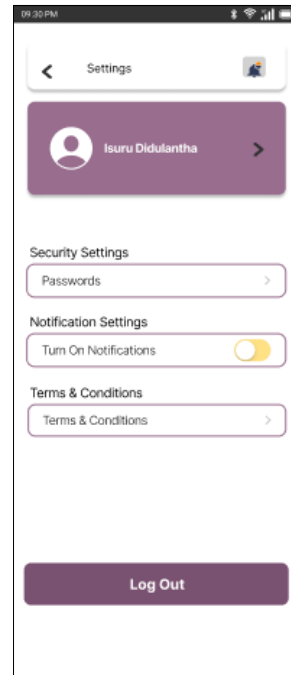 09:30 PM
Settings
Isuru Didulantha
Security Settings
Passwords
Notification Settings
Turn On Notifications
Terms & Conditions
Terms & Conditions
Log Out